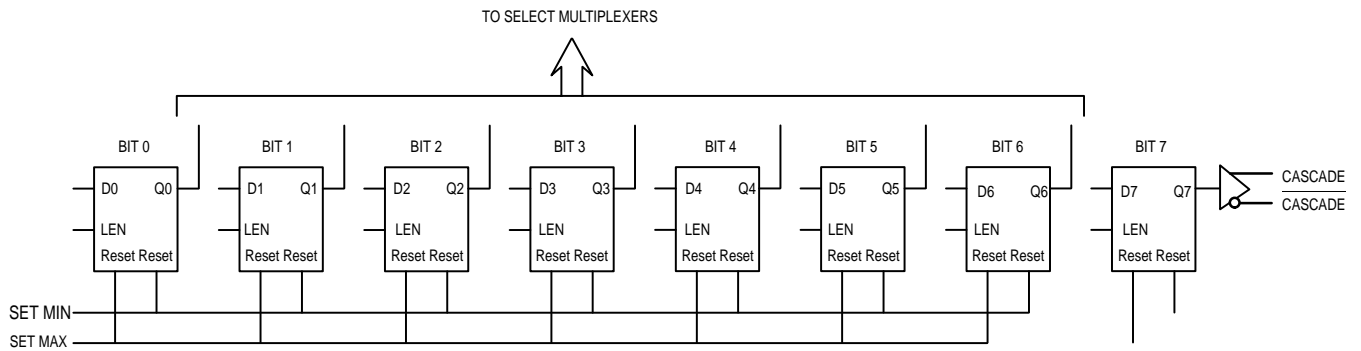 TO SELECT MULTIPLEXERS
BIT 0 BIT 1 BIT 2 BIT 3 BIT 4 BIT 5 BIT 6 BIT 7
D0 Q0 D1 Q1 D2 Q2 D3 Q3 D4 Q4 D5 Q5 D6 Q6 D7 Q7 CASCADE
CASCADE
LEN LEN LEN LEN LEN LEN LEN LEN
Reset Reset Reset Reset Reset Reset Reset Reset Reset Reset Reset Reset Reset Reset Reset Reset
SET MIN
SET MAX